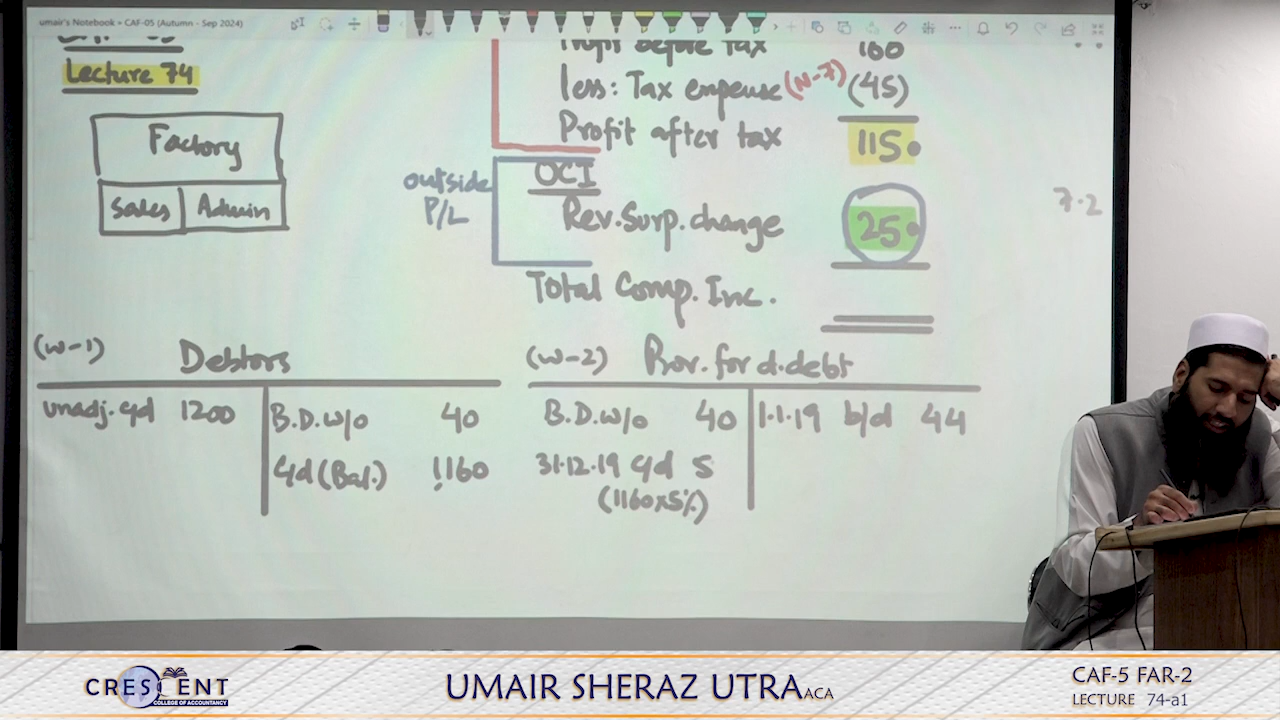 umair's Notebook » CAF-05 (Autumn - Sep 2024)
Lecture 74
Factory
Sales Admin
Profit before Tax 160
less: Tax expense (N-7) (45)
Profit after tax 115
outside P/L
OCI
Rev. Surp. change 25
7.2
Total Comp. Inc.
(W-1) Debtors
unadj. c/d 1200 B.D. w/o 40
c/d (Bal.) 1160
(W-2) Prov. for d. debt
B.D. w/o 40 1.1.19 b/d 44
31.12.19 c/d 5
(1160x5%)
CRESCENT
COLLEGE OF ACCOUNTANCY
UMAIR SHERAZ UTRA ACA
CAF-5 FAR-2
LECTURE 74-a1